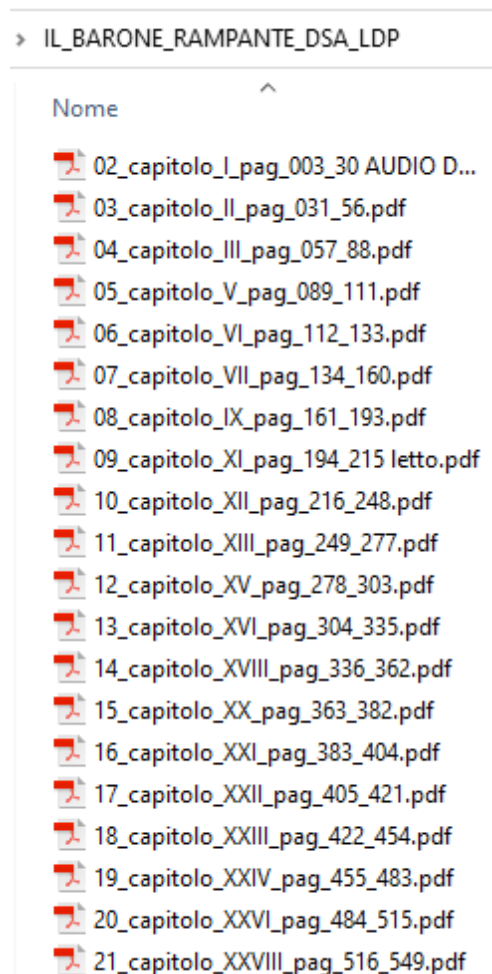 > IL_BARONE_RAMPANTE_DSA_LDP
Nome
02_capitolo_I_pag_003_30 AUDIO D...
03_capitolo_II_pag_031_56.pdf
04_capitolo_III_pag_057_88.pdf
05_capitolo_V_pag_089_111.pdf
06_capitolo_VI_pag_112_133.pdf
07_capitolo_VII_pag_134_160.pdf
08_capitolo_IX_pag_161_193.pdf
09_capitolo_XI_pag_194_215 letto.pdf
10_capitolo_XII_pag_216_248.pdf
11_capitolo_XIII_pag_249_277.pdf
12_capitolo_XV_pag_278_303.pdf
13_capitolo_XVI_pag_304_335.pdf
14_capitolo_XVIII_pag_336_362.pdf
15_capitolo_XX_pag_363_382.pdf
16_capitolo_XXI_pag_383_404.pdf
17_capitolo_XXII_pag_405_421.pdf
18_capitolo_XXIII_pag_422_454.pdf
19_capitolo_XXIV_pag_455_483.pdf
20_capitolo_XXVI_pag_484_515.pdf
21_capitolo_XXVIII_pag_516_549.pdf